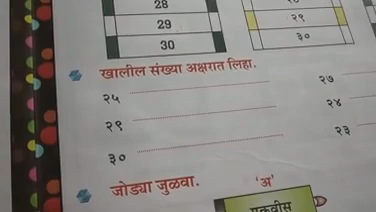 28
29
30
२९
३०
खालील संख्या अक्षरात लिहा.
२५
२७
२९
२४
३०
२३
जोड्या जुळवा.
'अ'
एकवीस